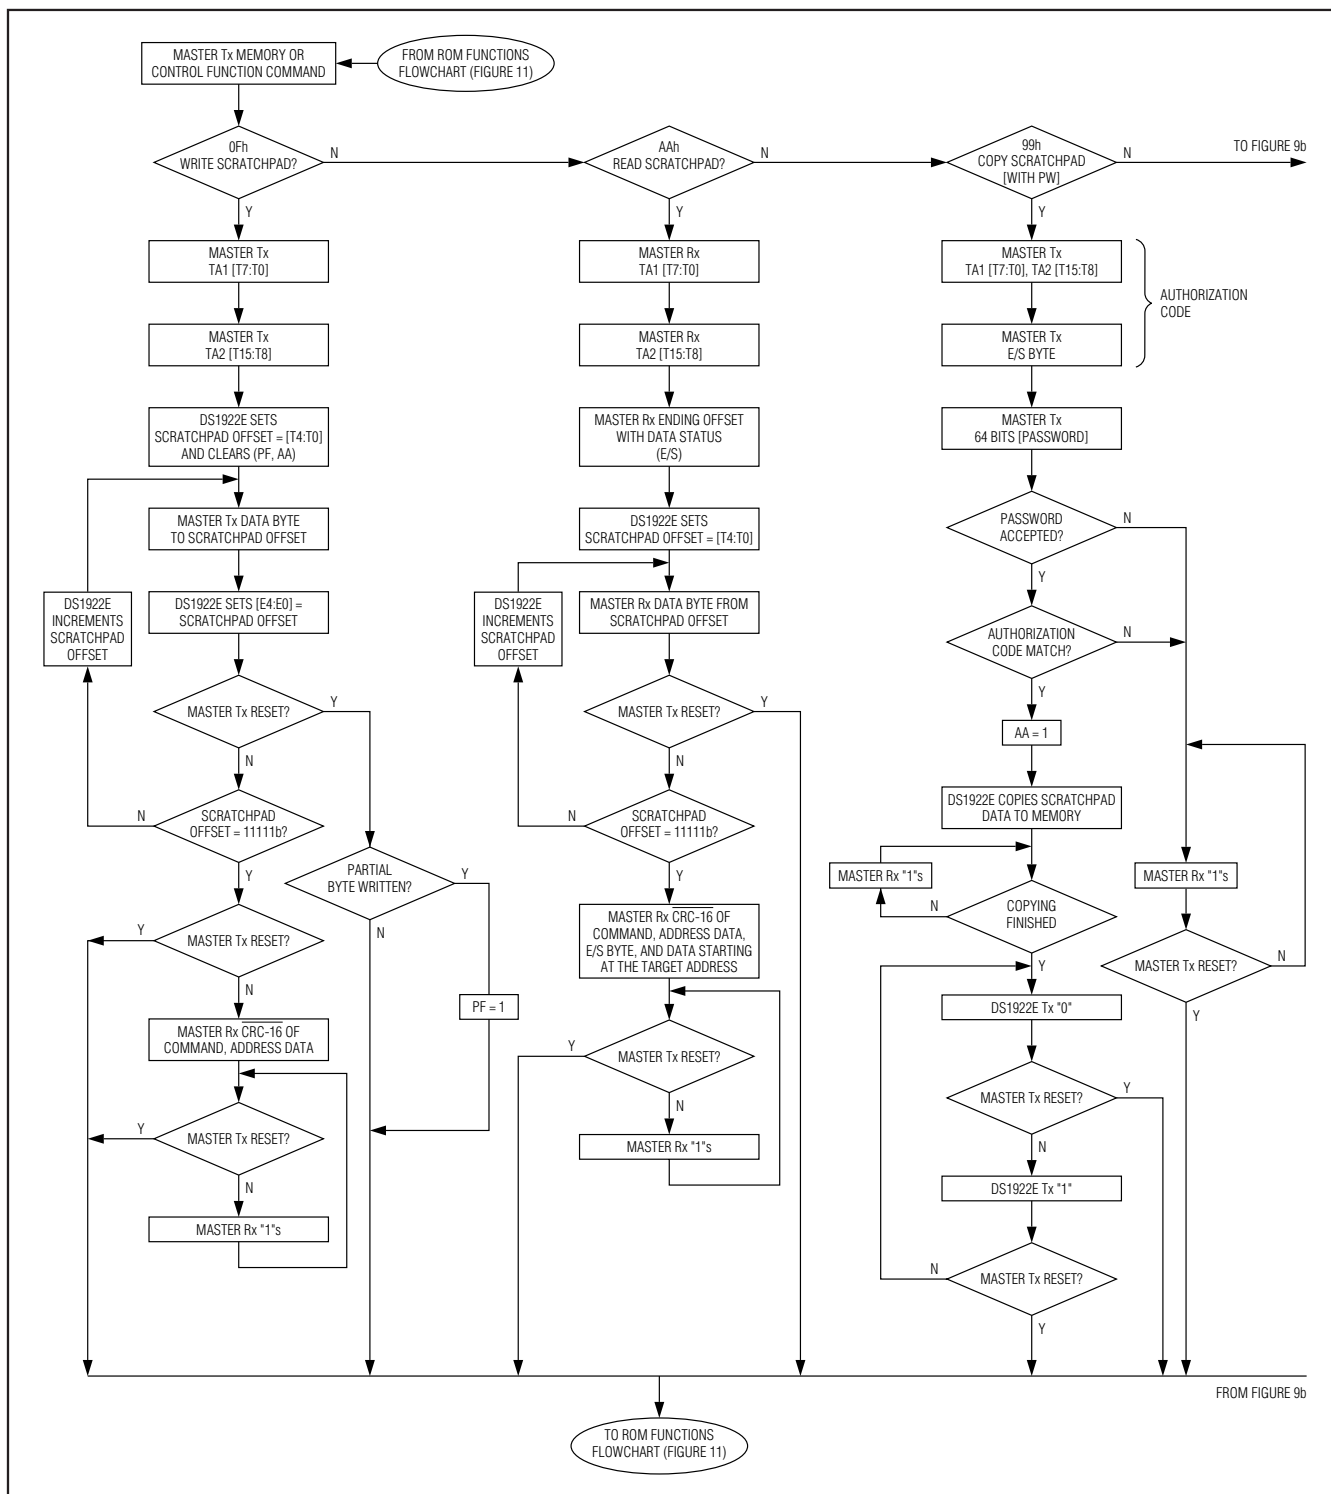 MASTER Tx MEMORY OR
CONTROL FUNCTION COMMAND
FROM ROM FUNCTIONS
FLOWCHART (FIGURE 11)
0Fh
WRITE SCRATCHPAD?
N
Y
MASTER Tx
TA1 [T7:T0]
MASTER Tx
TA2 [T15:T8]
DS1922E SETS
SCRATCHPAD OFFSET = [T4:T0]
AND CLEARS (PF, AA)
MASTER Tx DATA BYTE
TO SCRATCHPAD OFFSET
DS1922E SETS [E4:E0] =
SCRATCHPAD OFFSET
DS1922E
INCREMENTS
SCRATCHPAD
OFFSET
MASTER Tx RESET?
Y
N
SCRATCHPAD
OFFSET = 11111b?
N
Y
PARTIAL
BYTE WRITTEN?
Y
N
PF = 1
MASTER Tx RESET?
Y
N
MASTER Rx CRC-16 OF
COMMAND, ADDRESS DATA
MASTER Tx RESET?
Y
N
MASTER Rx "1"s
AAh
READ SCRATCHPAD?
N
Y
MASTER Rx
TA1 [T7:T0]
MASTER Rx
TA2 [T15:T8]
MASTER Rx ENDING OFFSET
WITH DATA STATUS
(E/S)
DS1922E SETS
SCRATCHPAD OFFSET = [T4:T0]
MASTER Rx DATA BYTE FROM
SCRATCHPAD OFFSET
DS1922E
INCREMENTS
SCRATCHPAD
OFFSET
MASTER Tx RESET?
Y
N
SCRATCHPAD
OFFSET = 11111b?
N
Y
MASTER Rx CRC-16 OF
COMMAND, ADDRESS DATA,
E/S BYTE, AND DATA STARTING
AT THE TARGET ADDRESS
MASTER Tx RESET?
Y
N
MASTER Rx "1"s
99h
COPY SCRATCHPAD
[WITH PW]
N
Y
TO FIGURE 9b
MASTER Tx
TA1 [T7:T0], TA2 [T15:T8]
MASTER Tx
E/S BYTE
AUTHORIZATION
CODE
MASTER Tx
64 BITS [PASSWORD]
PASSWORD
ACCEPTED?
N
Y
AUTHORIZATION
CODE MATCH?
N
Y
AA = 1
DS1922E COPIES SCRATCHPAD
DATA TO MEMORY
MASTER Rx "1"s
COPYING
FINISHED
N
Y
DS1922E Tx "0"
MASTER Tx RESET?
Y
N
DS1922E Tx "1"
MASTER Tx RESET?
N
Y
MASTER Rx "1"s
MASTER Tx RESET?
N
Y
FROM FIGURE 9b
TO ROM FUNCTIONS
FLOWCHART (FIGURE 11)